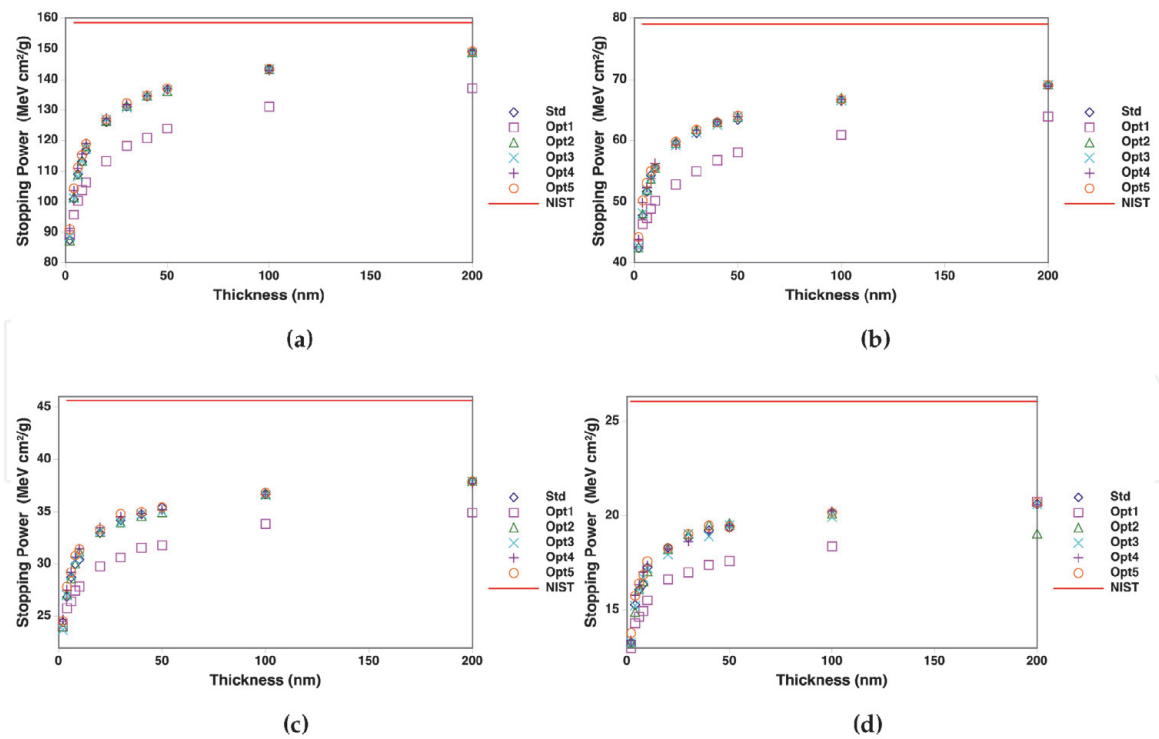 160
150
140
130
120
110
100
90
80
0
50
100
150
200
Stopping Power (MeV cm²/g)
Thickness (nm)
Std
Opt1
Opt2
Opt3
Opt4
Opt5
NIST
(a)
80
70
60
50
40
0
50
100
150
200
Stopping Power (MeV cm²/g)
Thickness (nm)
Std
Opt1
Opt2
Opt3
Opt4
Opt5
NIST
(b)
45
40
35
30
25
0
50
100
150
200
Stopping Power (MeV cm²/g)
Thickness (nm)
Std
Opt1
Opt2
Opt3
Opt4
Opt5
NIST
(c)
25
20
15
0
50
100
150
200
Stopping Power (MeV cm²/g)
Thickness (nm)
Std
Opt1
Opt2
Opt3
Opt4
Opt5
NIST
(d)